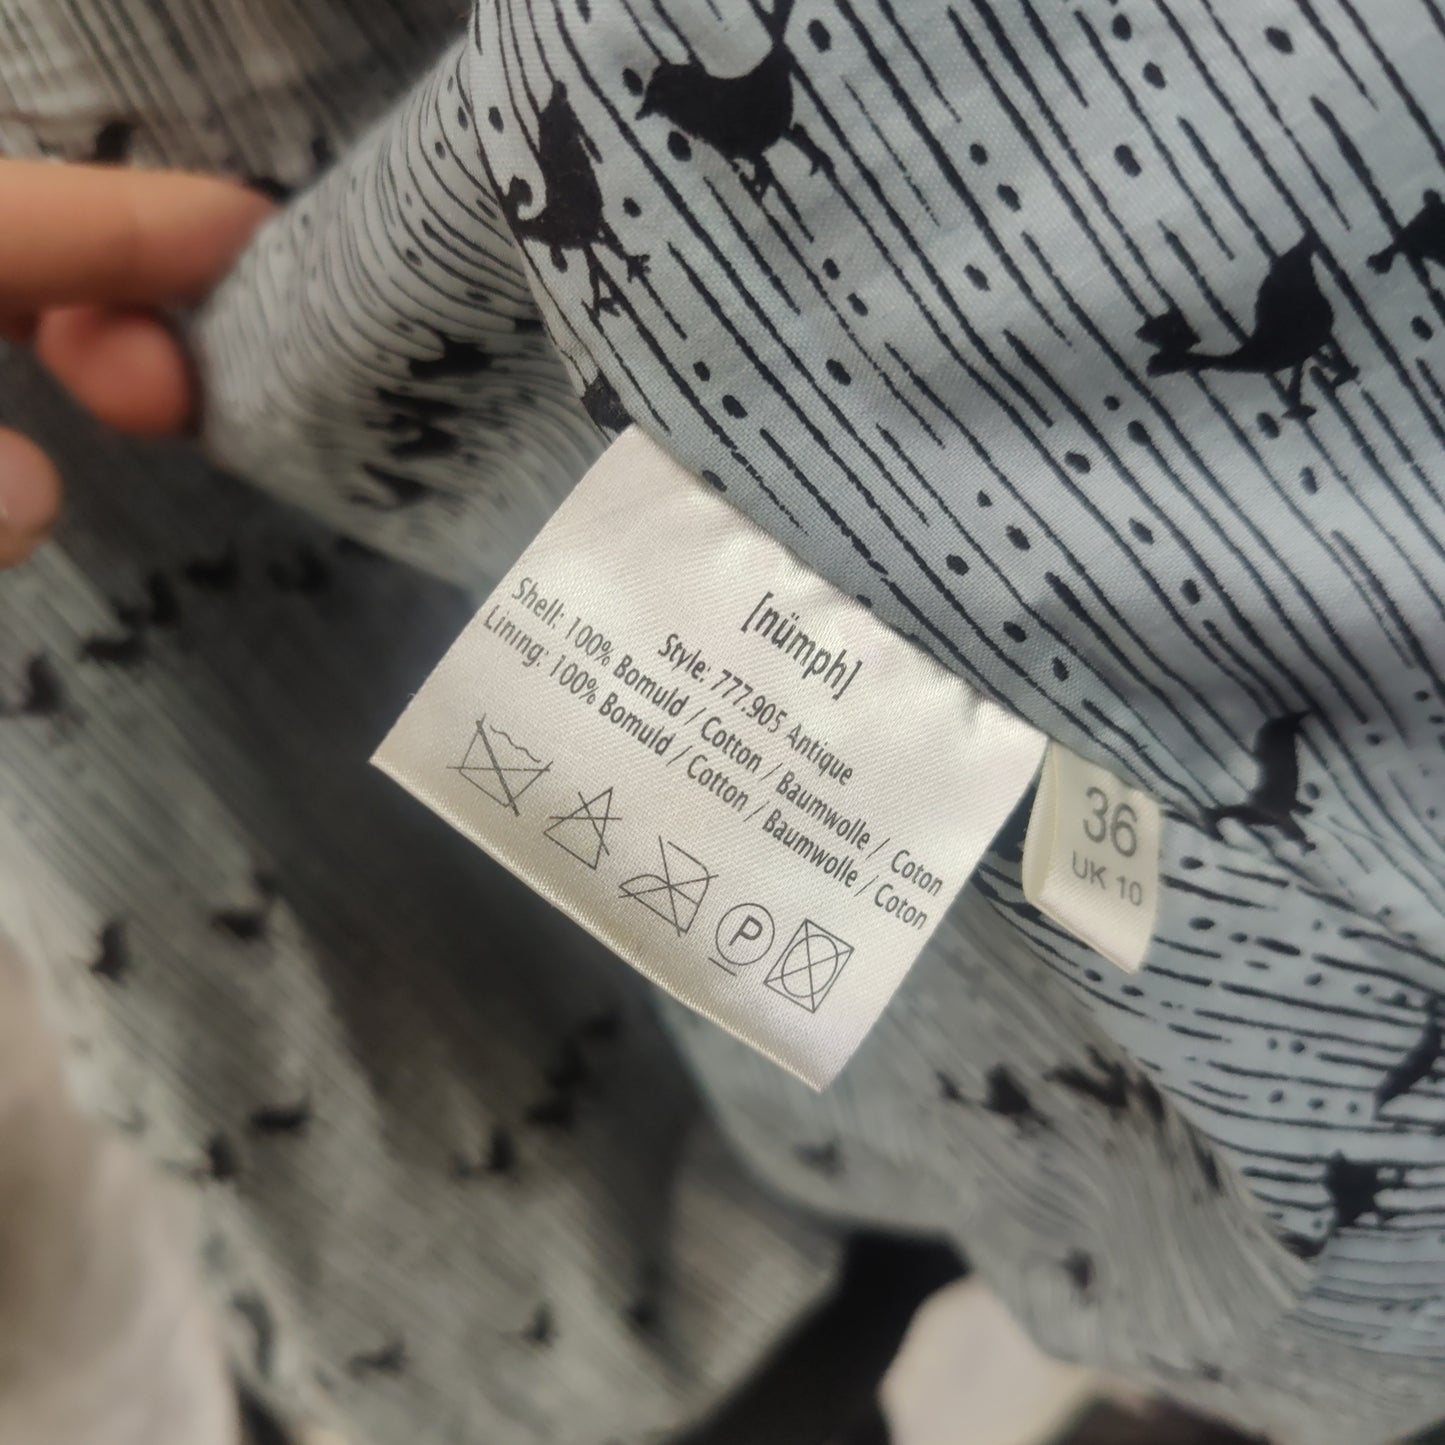 [nümph]
Style: 777.905 Antique
Shell: 100% Bomuld / Cotton / Baumwolle / Coton
Lining: 100% Bomuld / Cotton / Baumwolle / Coton
P
36
UK 10